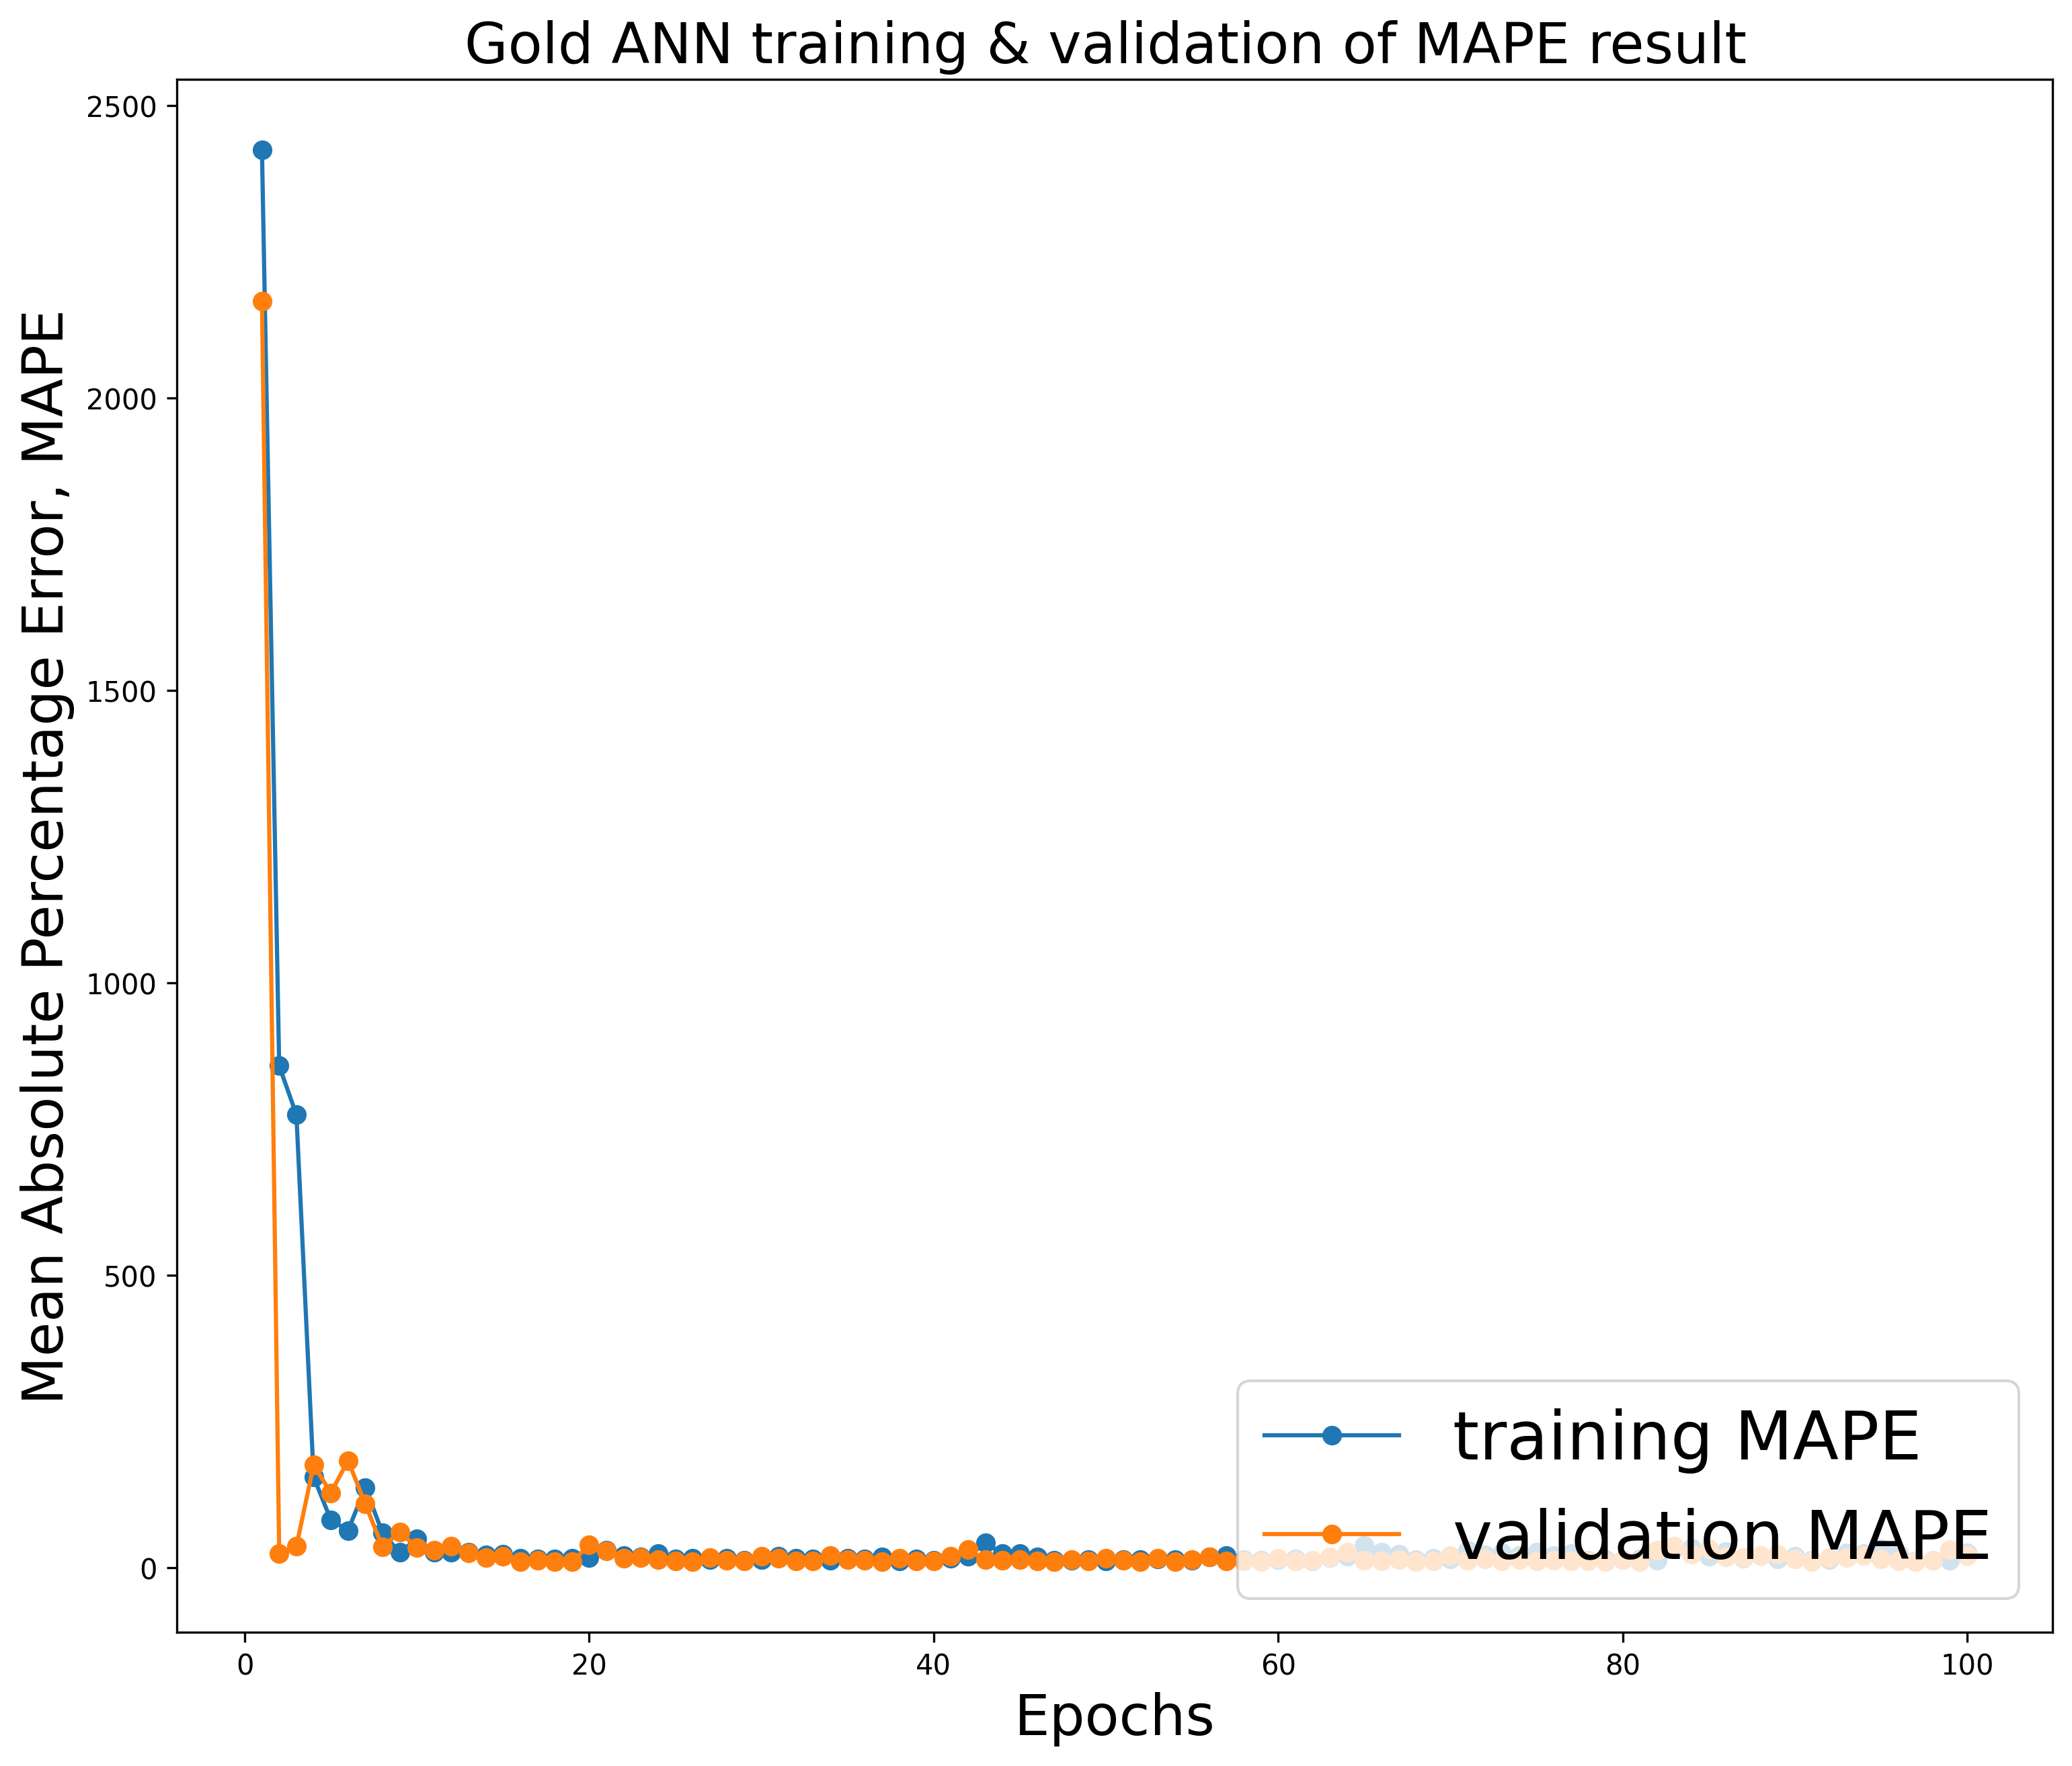 Gold ANN training & validation of MAPE result
Mean Absolute Percentage Error, MAPE
2500
2000
1500
1000
500
0
training MAPE
validation MAPE
0 20 40 60 80 100
Epochs